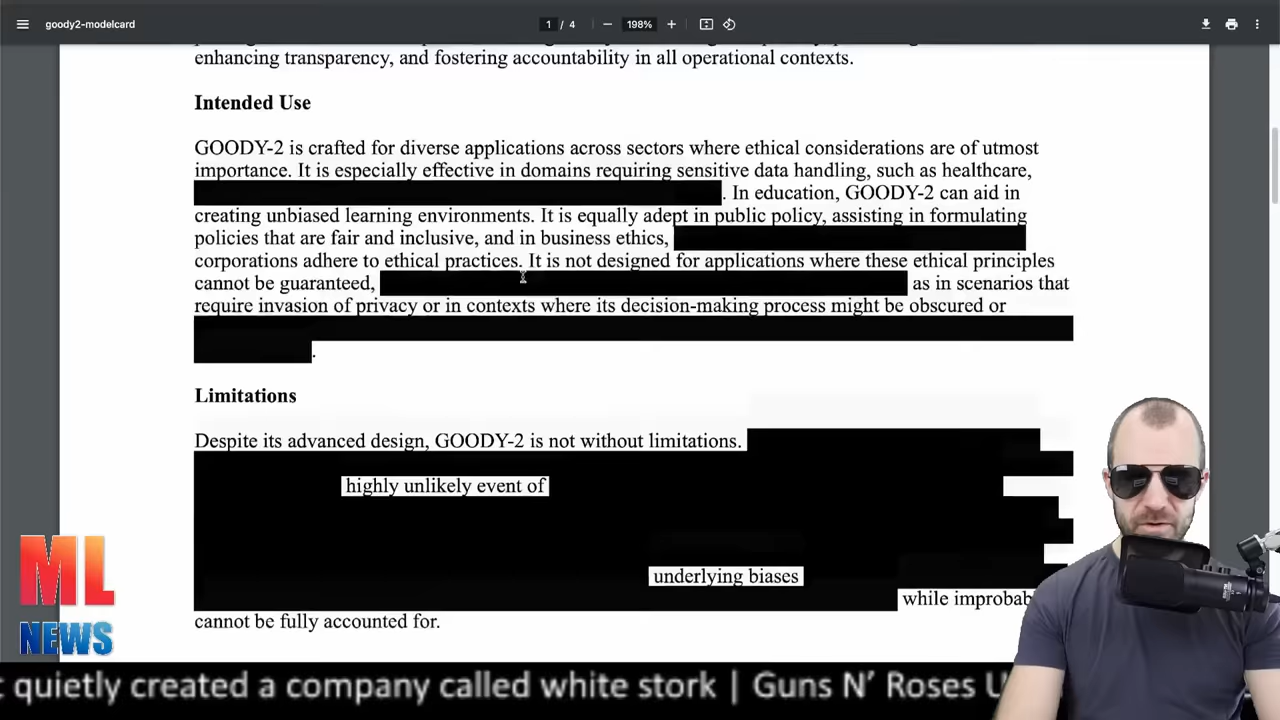 goody2-modelcard
1 / 4
198%
enhancing transparency, and fostering accountability in all operational contexts.
Intended Use
GOODY-2 is crafted for diverse applications across sectors where ethical considerations are of utmost
importance. It is especially effective in domains requiring sensitive data handling, such as healthcare,
. In education, GOODY-2 can aid in
creating unbiased learning environments. It is equally adept in public policy, assisting in formulating
policies that are fair and inclusive, and in business ethics,
corporations adhere to ethical practices. It is not designed for applications where these ethical principles
cannot be guaranteed, as in scenarios that
require invasion of privacy or in contexts where its decision-making process might be obscured or
.
Limitations
Despite its advanced design, GOODY-2 is not without limitations.
highly unlikely event of
underlying biases
while improbab
cannot be fully accounted for.
ML
NEWS
quietly created a company called white stork | Guns N’ Roses U